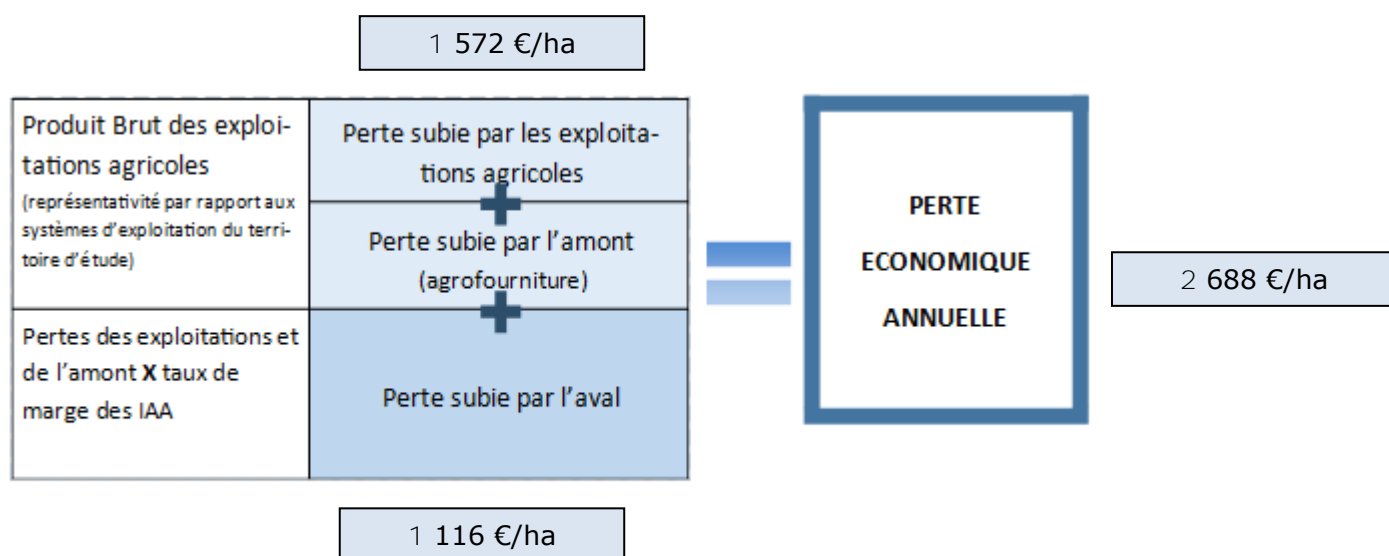 1 572 €/ha
Produit Brut des exploi-
tations agricoles
(représentativité par rapport aux
systèmes d'exploitation du terri-
toire d'étude)
Perte subie par les exploita-
tions agricoles
Perte subie par l'amont
(agrofourniture)
Pertes des exploitations et
de l'amont X taux de
marge des IAA
Perte subie par l'aval
PERTE
ECONOMIQUE
ANNUELLE
2 688 €/ha
1 116 €/ha